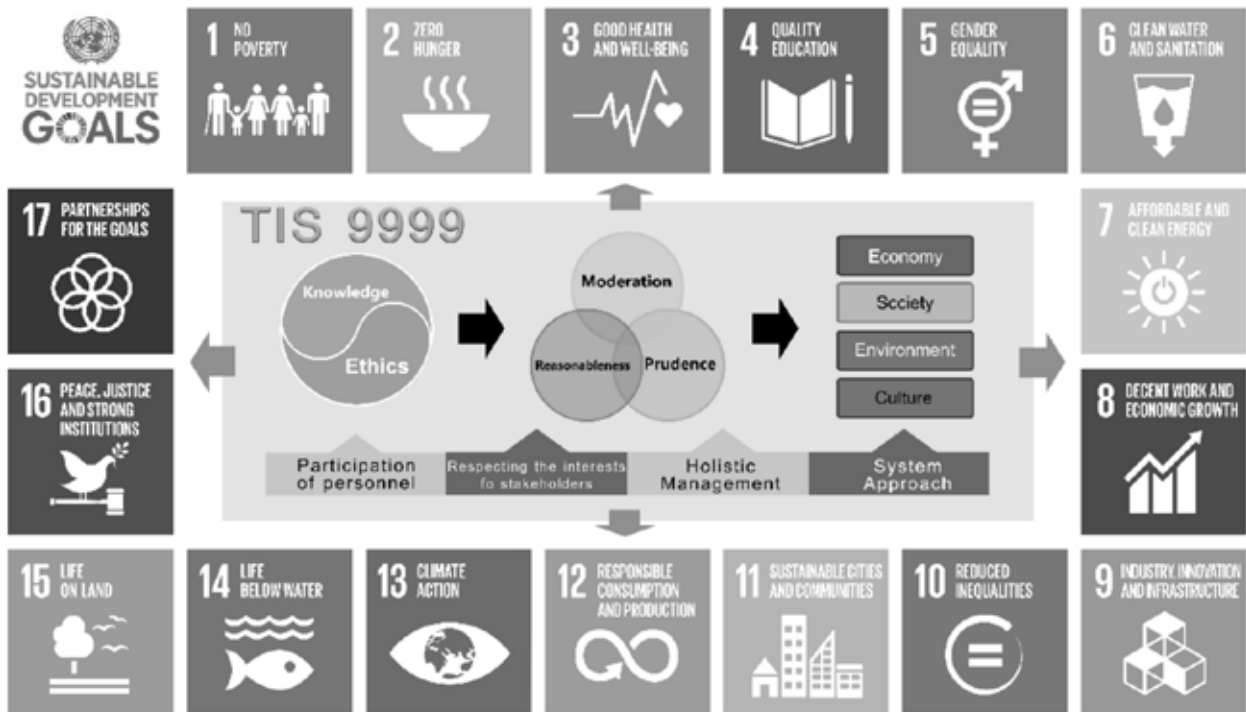 SUSTAINABLE
DEVELOPMENT
GOALS
1 NO
POVERTY
2 ZERO
HUNGER
3 GOOD HEALTH
AND WELL-BEING
4 QUALITY
EDUCATION
5 GENDER
EQUALITY
6 CLEAN WATER
AND SANITATION
17 PARTNERSHIPS
FOR THE GOALS
7 AFFORDABLE AND
CLEAN ENERGY
16 PEACE, JUSTICE
AND STRONG
INSTITUTIONS
8 DECENT WORK AND
ECONOMIC GROWTH
TIS 9999
Knowledge
Ethics
Moderation
Reasonableness
Prudence
Economy
Scciety
Environment
Culture
Participation
of personnel
Respecting the interests
fo stakeholders
Holistic
Management
System
Approach
15 LIFE
ON LAND
14 LIFE
BELOW WATER
13 CLIMATE
ACTION
12 RESPONSIBLE
CONSUMPTION
AND PRODUCTION
11 SUSTAINABLE CITIES
AND COMMUNITIES
10 REDUCED
INEQUALITIES
9 INDUSTRY, INNOVATION
AND INFRASTRUCTURE